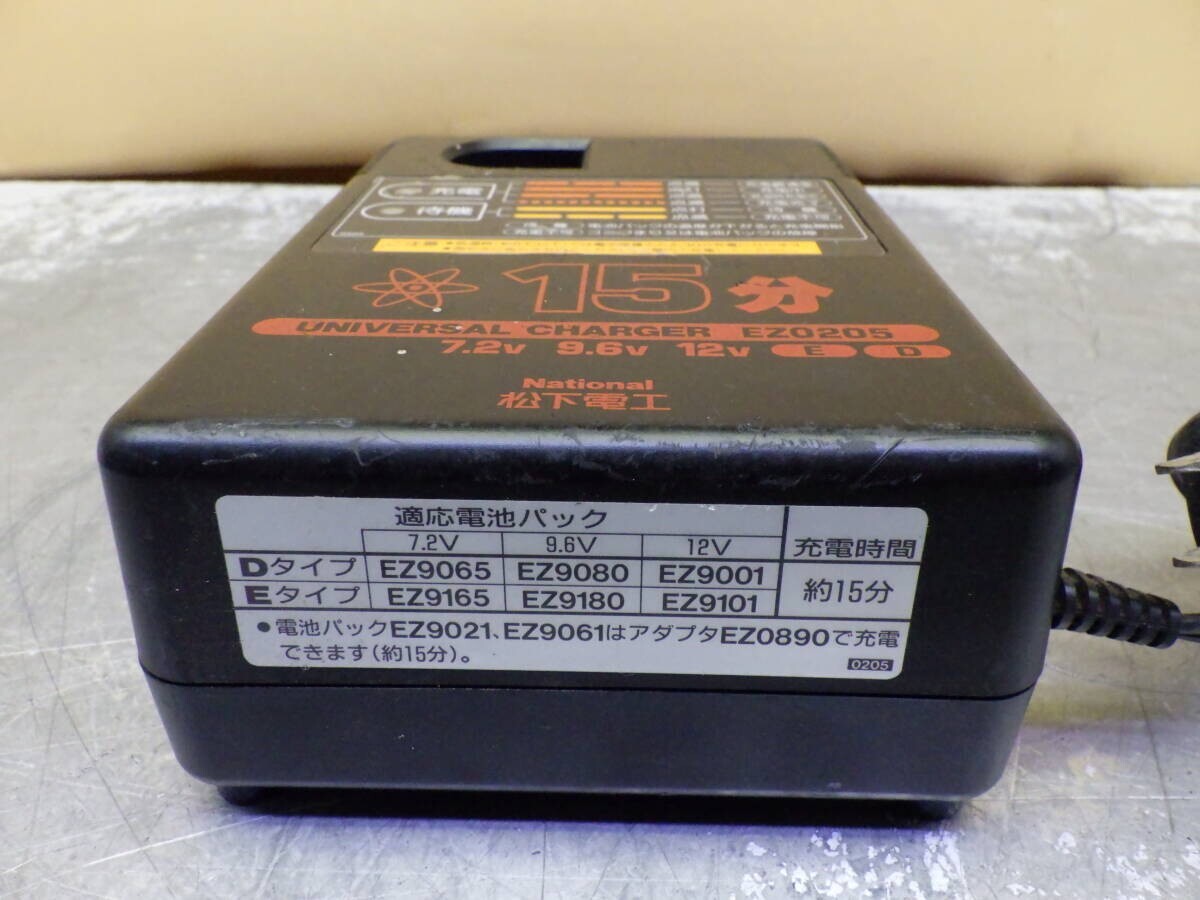 充電
待機
15分
UNIVERSAL CHARGER EZ0205
7.2V 9.6V 12V E D
National
松下電工
適応電池パック 充電時間
7.2V 9.6V 12V
Dタイプ EZ9065 EZ9080 EZ9001 約15分
Eタイプ EZ9165 EZ9180 EZ9101
●電池パックEZ9021、EZ9061はアダプタEZ0890で充電
できます(約15分)。
0205